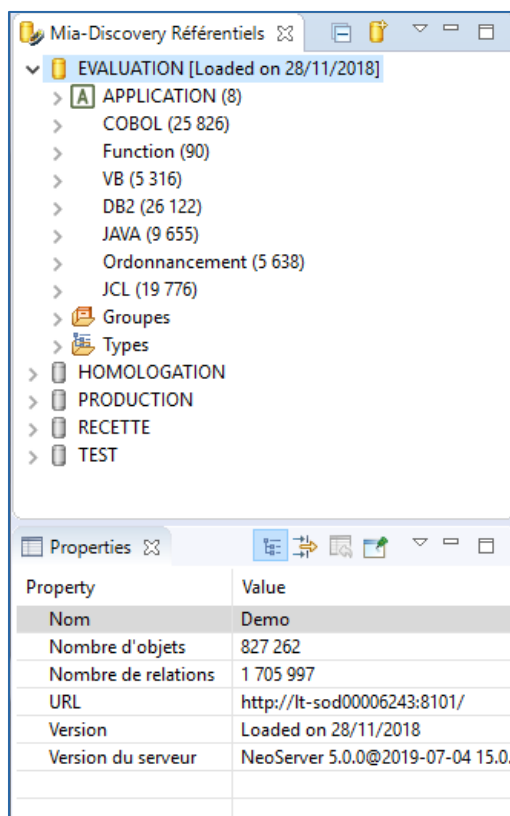 Mia-Discovery Référentiels
EVALUATION [Loaded on 28/11/2018]
A APPLICATION (8)
COBOL (25 826)
Function (90)
VB (5 316)
DB2 (26 122)
JAVA (9 655)
Ordonnancement (5 638)
JCL (19 776)
Groupes
Types
HOMOLOGATION
PRODUCTION
RECETTE
TEST
Properties
Property Value
Nom Demo
Nombre d'objets 827 262
Nombre de relations 1 705 997
URL http://lt-sod00006243:8101/
Version Loaded on 28/11/2018
Version du serveur NeoServer 5.0.0@2019-07-04 15.0.